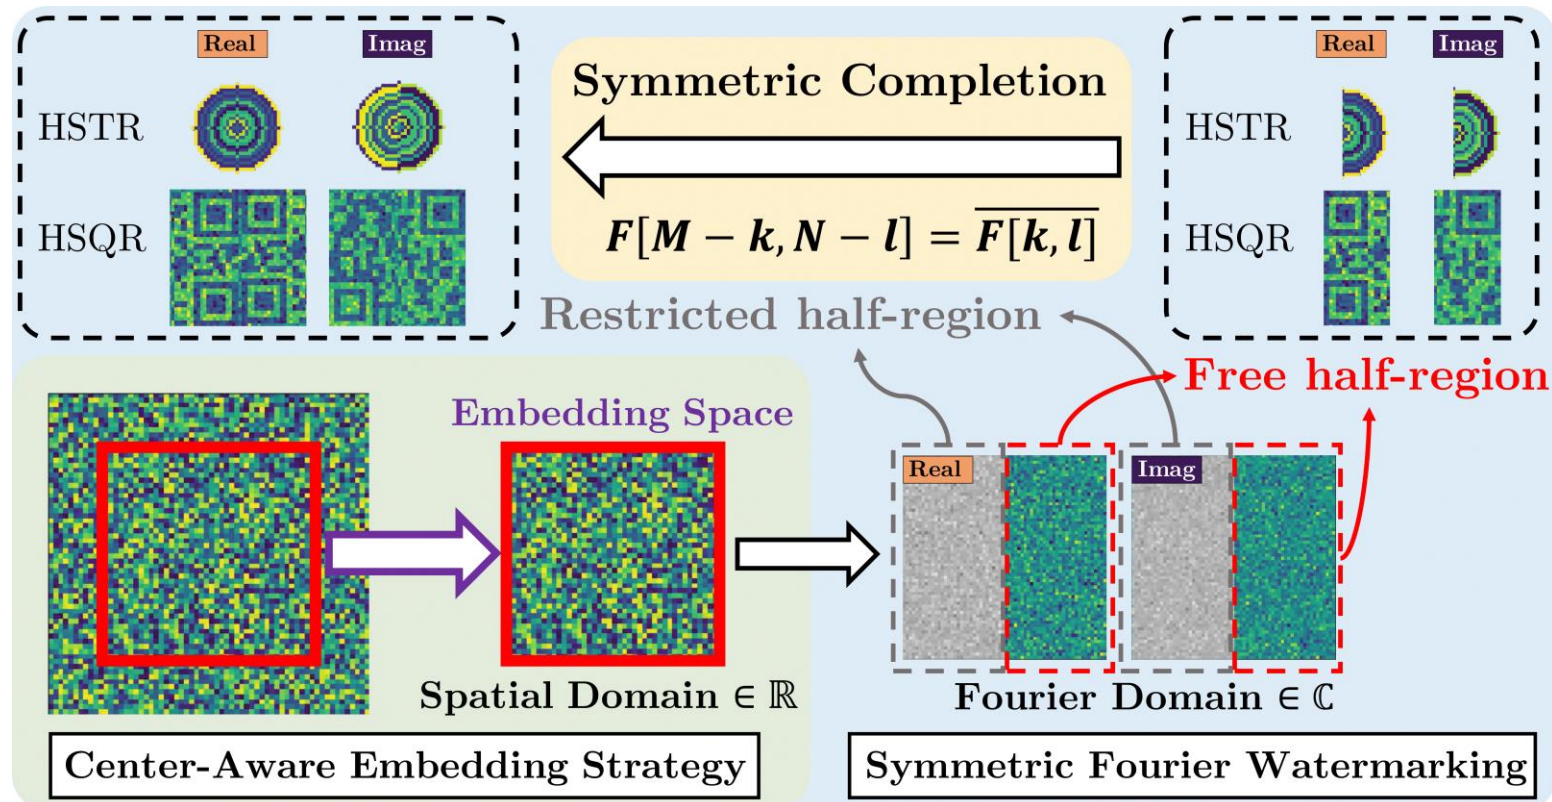 Real Imag
HSTR
HSQR
Symmetric Completion
F[M − k, N − l] = \overline{F[k, l]}
Real Imag
HSTR
HSQR
Restricted half-region
Free half-region
Embedding Space
Spatial Domain ∈ ℝ
Center-Aware Embedding Strategy
Real
Imag
Fourier Domain ∈ ℂ
Symmetric Fourier Watermarking